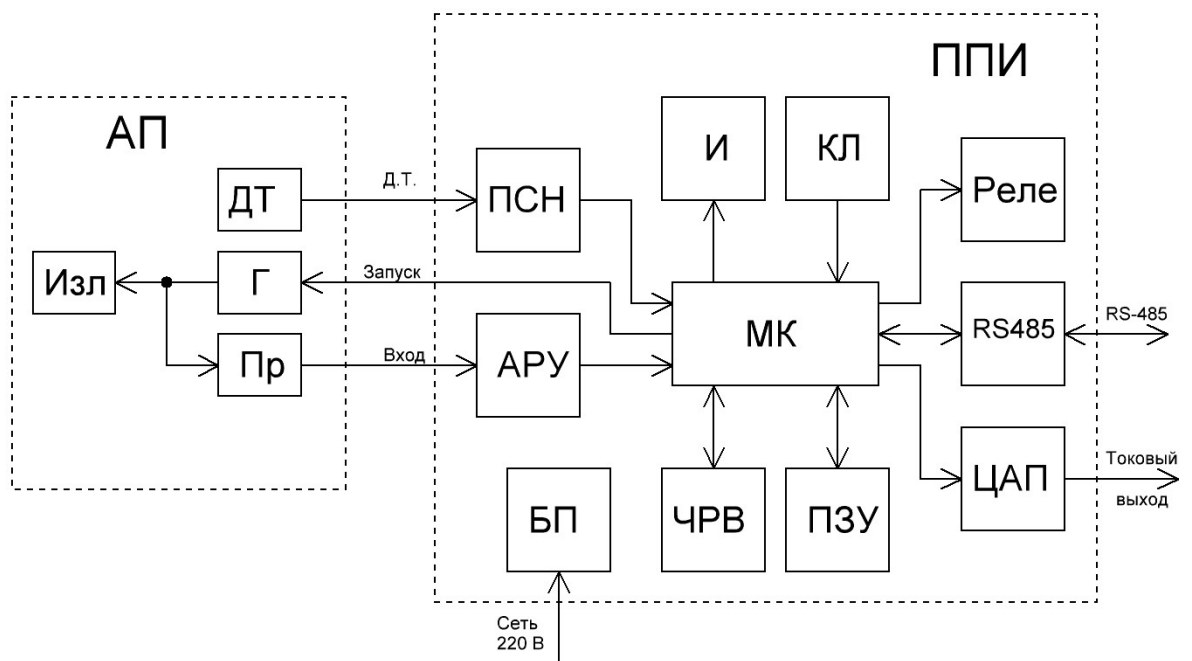 ППИ
АП
И
КЛ
ДТ
Д.Т.
ПСН
Реле
Изл
Г
Запуск
МК
RS485
RS-485
Пр
Вход
АРУ
БП
ЧРВ
ПЗУ
ЦАП
Токовый
выход
Сеть
220 В